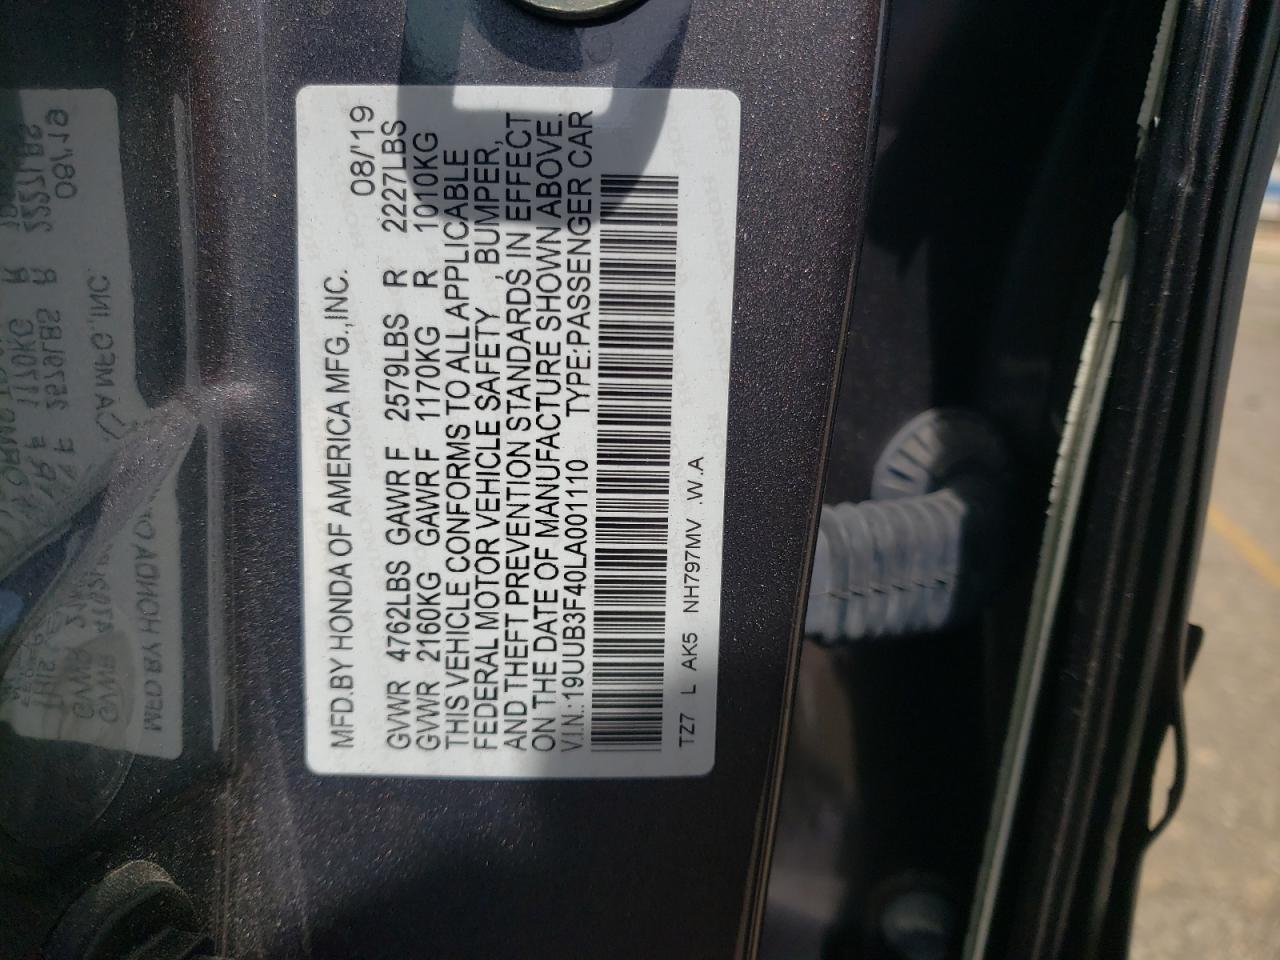 MFD.BY HONDA OF AMERICA MFG.,INC. 08/'19
GVWR 4762LBS GAWR F 2579LBS R 2227LBS
GVWR 2160KG GAWR F 1170KG R 1010KG
THIS VEHICLE CONFORMS TO ALL APPLICABLE
FEDERAL MOTOR VEHICLE SAFETY, BUMPER,
AND THEFT PREVENTION STANDARDS IN EFFECT
ON THE DATE OF MANUFACTURE SHOWN ABOVE.
V.I.N.: 19UUB3F40LA001110 TYPE:PASSENGER CAR
TZ7 L AK5 NH797MV .W.A